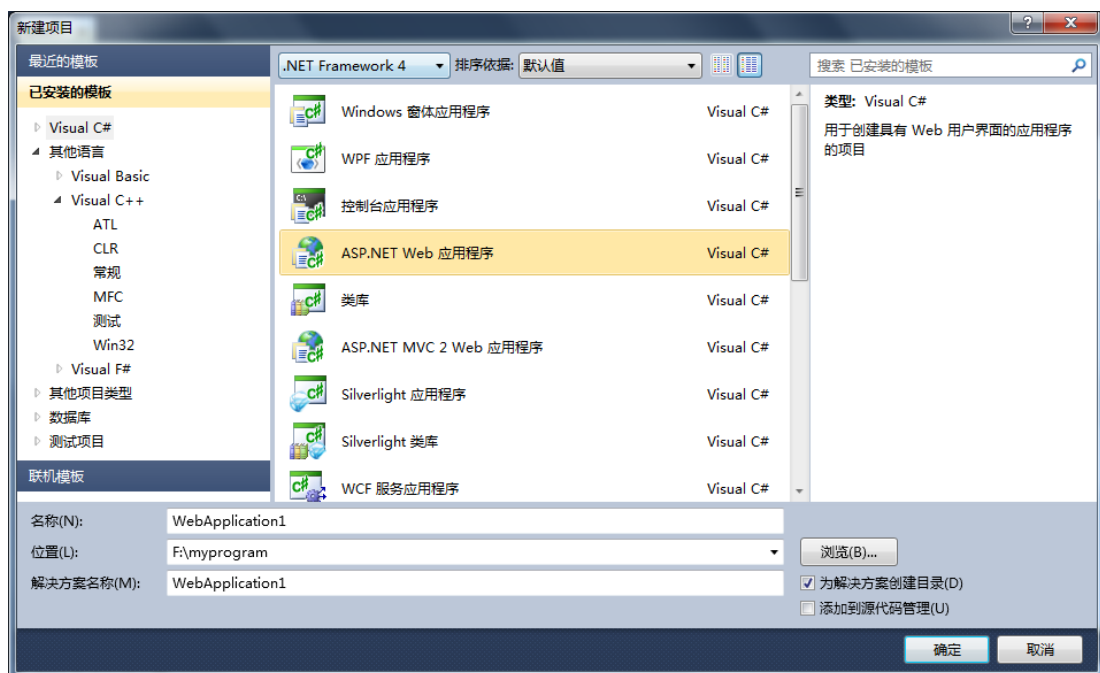 新建项目
最近的模板
已安装的模板
Visual C#
其他语言
Visual Basic
Visual C++
ATL
CLR
常规
MFC
测试
Win32
Visual F#
其他项目类型
数据库
测试项目
联机模板
.NET Framework 4 排序依据: 默认值
Windows 窗体应用程序 Visual C#
WPF 应用程序 Visual C#
控制台应用程序 Visual C#
ASP.NET Web 应用程序 Visual C#
类库 Visual C#
ASP.NET MVC 2 Web 应用程序 Visual C#
Silverlight 应用程序 Visual C#
Silverlight 类库 Visual C#
WCF 服务应用程序 Visual C#
搜索 已安装的模板
类型: Visual C#
用于创建具有 Web 用户界面的应用程序
的项目
名称(N): WebApplication1
位置(L): F:\myprogram 浏览(B)...
解决方案名称(M): WebApplication1
为解决方案创建目录(D)
添加到源代码管理(U)
确定 取消